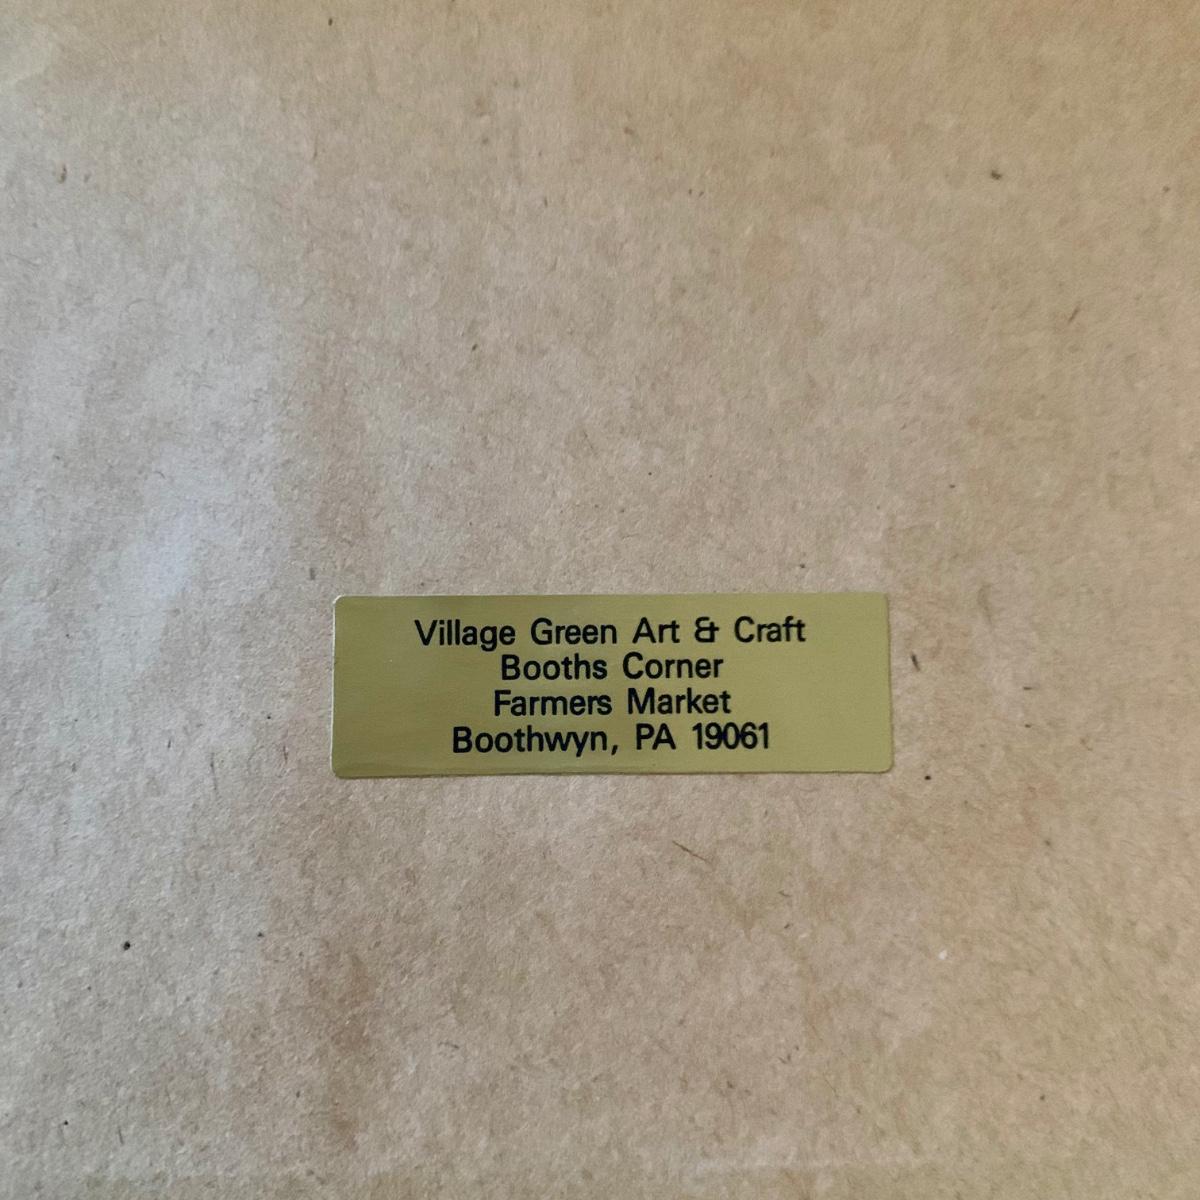 Village Green Art & Craft
Booths Corner
Farmers Market
Boothwyn, PA 19061